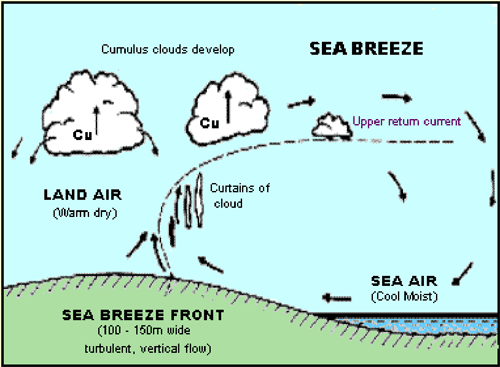 Cumulus clouds develop
SEA BREEZE
Cu
Cu
Upper return current
LAND AIR
(Warm dry)
Curtains of
cloud
SEA AIR
(Cool Moist)
SEA BREEZE FRONT
(100 - 150m wide
turbulent, vertical flow)